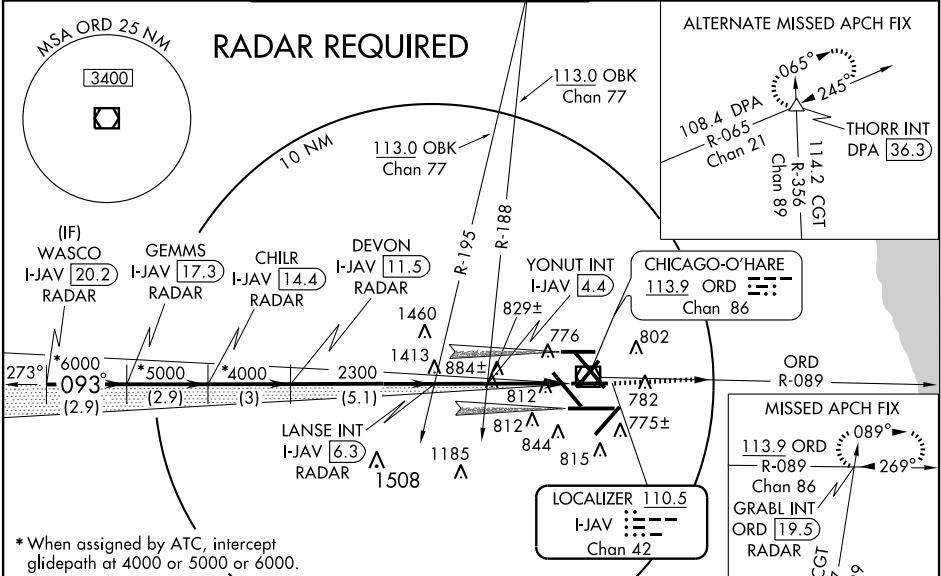 MSA ORD 25 NM
3400
RADAR REQUIRED
10 NM
113.0 OBK
Chan 77
113.0 OBK
Chan 77
R-195
R-188
ALTERNATE MISSED APCH FIX
065°
245°
108.4 DPA
R-065
Chan 21
114.2 CGT
R-356
Chan 89
THORR INT
DPA 36.3
(IF)
WASCO
I-JAV 20.2
RADAR
GEMMS
I-JAV 17.3
RADAR
CHILR
I-JAV 14.4
RADAR
DEVON
I-JAV 11.5
RADAR
YONUT INT
I-JAV 4.4
CHICAGO-O'HARE
113.9 ORD
Chan 86
1460
1413
829±
884±
776
802
273°
*6000
093°
*5000
*4000
2300
(2.9)
(2.9)
(3)
(5.1)
812
812
844
815
782
775±
ORD
R-089
LANSE INT
I-JAV 6.3
RADAR
1508
1185
LOCALIZER 110.5
I-JAV
Chan 42
MISSED APCH FIX
089°
269°
113.9 ORD
R-089
Chan 86
GRABL INT
ORD 19.5
RADAR
CGT
* When assigned by ATC, intercept
glidepath at 4000 or 5000 or 6000.